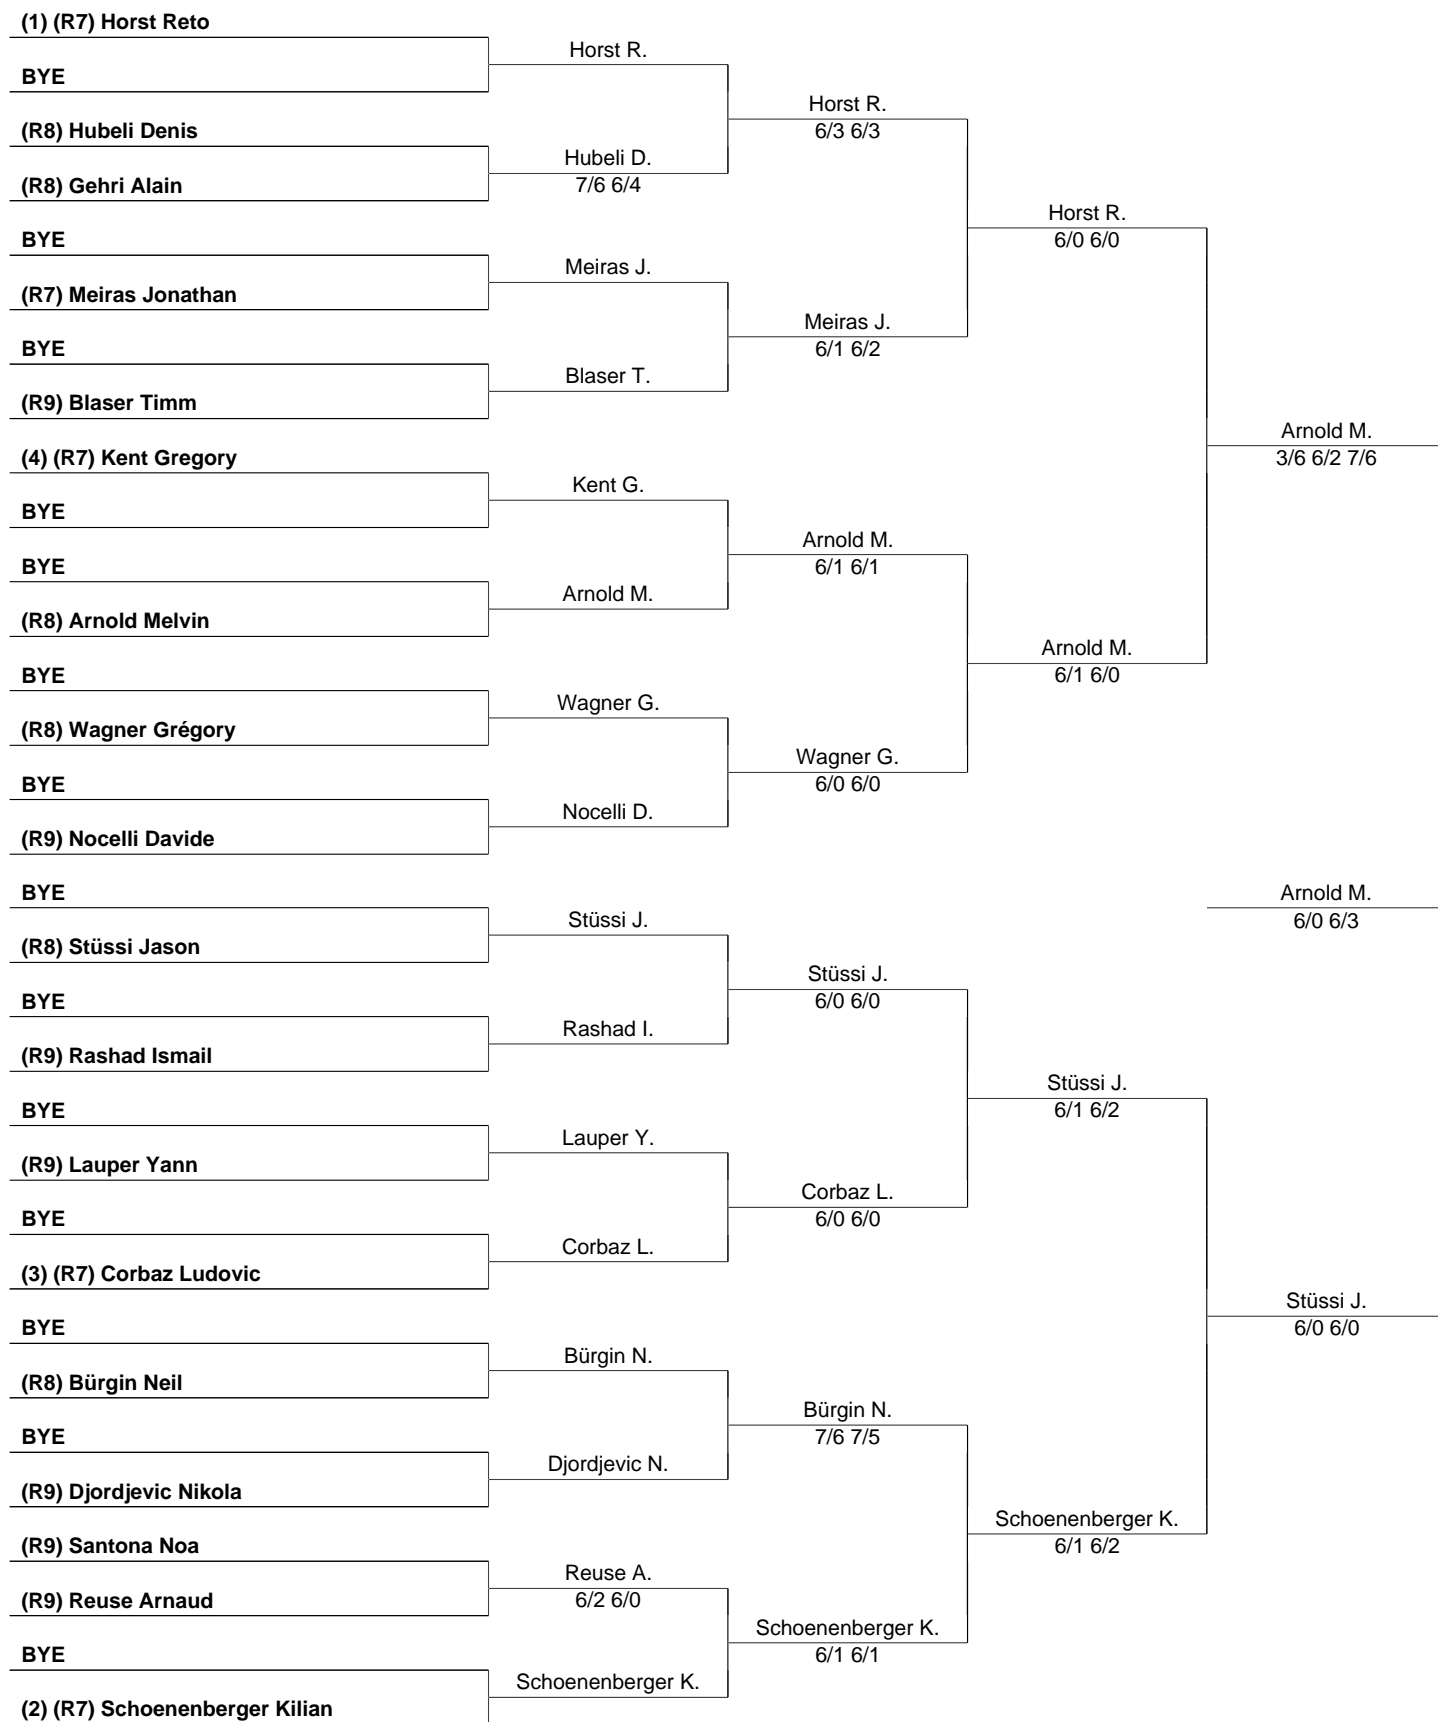 (1) (R7) Horst Reto
BYE
(R8) Hubeli Denis
(R8) Gehri Alain
BYE
(R7) Meiras Jonathan
BYE
(R9) Blaser Timm
(4) (R7) Kent Gregory
BYE
BYE
(R8) Arnold Melvin
BYE
(R8) Wagner Grégory
BYE
(R9) Nocelli Davide
BYE
(R8) Stüssi Jason
BYE
(R9) Rashad Ismail
BYE
(R9) Lauper Yann
BYE
(3) (R7) Corbaz Ludovic
BYE
(R8) Bürgin Neil
BYE
(R9) Djordjevic Nikola
(R9) Santona Noa
(R9) Reuse Arnaud
BYE
(2) (R7) Schoenenberger Kilian
Horst R.
Hubeli D.
7/6 6/4
Meiras J.
Blaser T.
Kent G.
Arnold M.
Wagner G.
Nocelli D.
Stüssi J.
Rashad I.
Lauper Y.
Corbaz L.
Bürgin N.
Djordjevic N.
Reuse A.
6/2 6/0
Schoenenberger K.
Horst R.
6/3 6/3
Meiras J.
6/1 6/2
Arnold M.
6/1 6/1
Wagner G.
6/0 6/0
Stüssi J.
6/0 6/0
Corbaz L.
6/0 6/0
Bürgin N.
7/6 7/5
Schoenenberger K.
6/1 6/1
Horst R.
6/0 6/0
Arnold M.
6/1 6/0
Stüssi J.
6/1 6/2
Schoenenberger K.
6/1 6/2
Arnold M.
3/6 6/2 7/6
Arnold M.
6/0 6/3
Stüssi J.
6/0 6/0